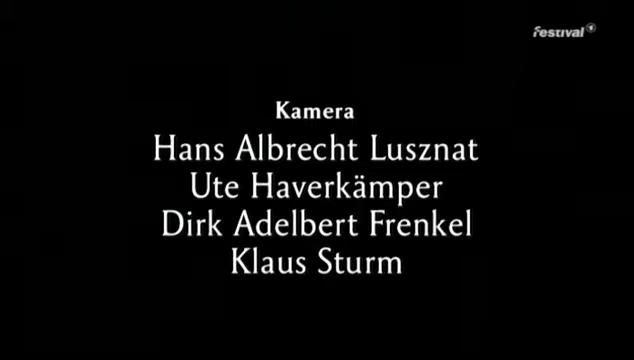 festival
Kamera
Hans Albrecht Lusznat
Ute Haverkämper
Dirk Adelbert Frenkel
Klaus Sturm